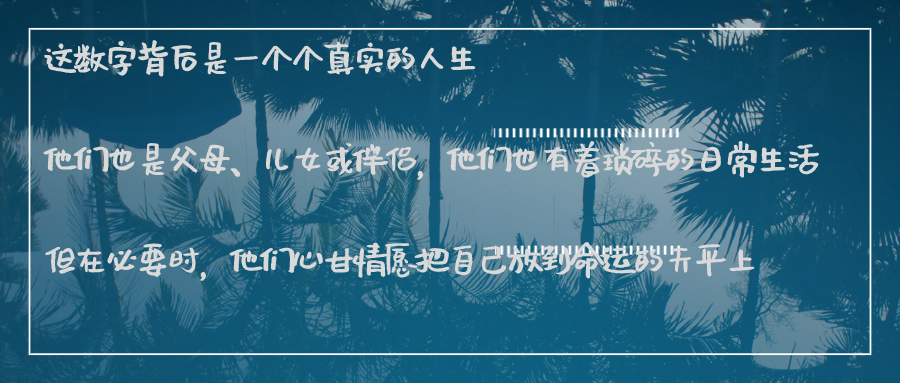 这数字背后是一个个真实的人生
他们也是父母、儿女或伴侣,他们也有着琐碎的日常生活
但在必要时,他们心甘情愿把自己放到命运的天平上